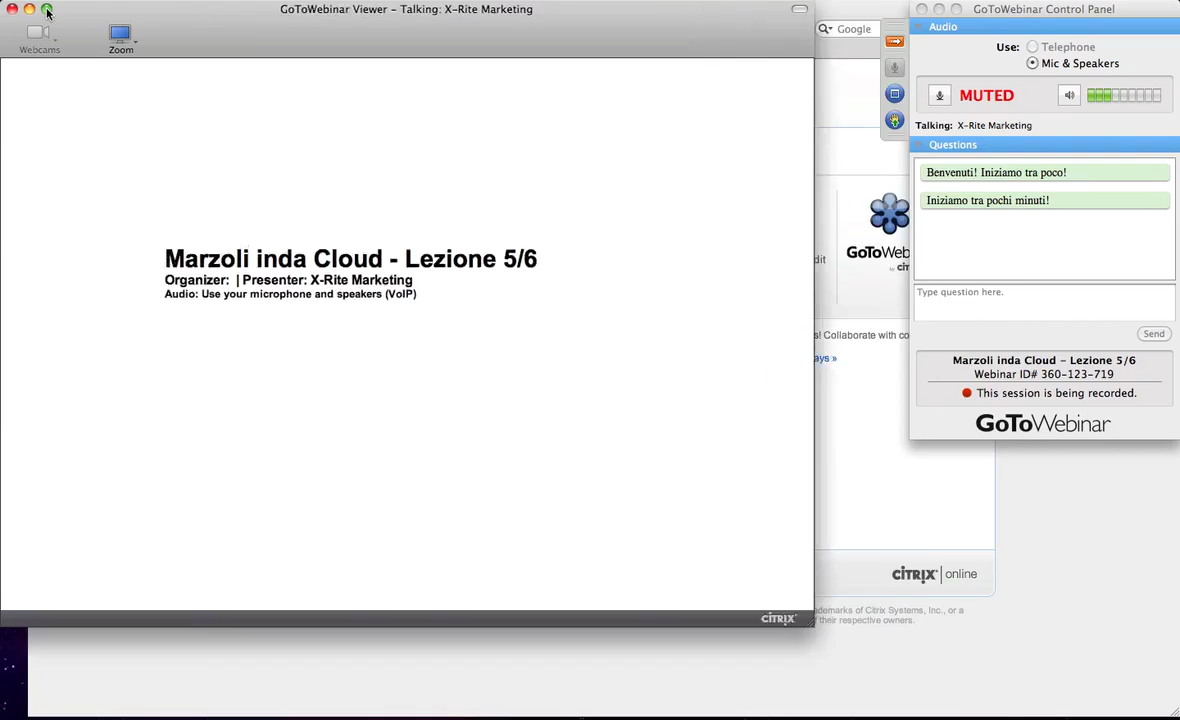 GoToWebinar Viewer - Talking: X-Rite Marketing
Webcams
Zoom
Google
Marzoli inda Cloud - Lezione 5/6
Organizer:  | Presenter: X-Rite Marketing
Audio: Use your microphone and speakers (VoIP)
CITRIX
GoToWeb
by
dit
s! Collaborate with co
ays »
CITRIX online
ademarks of Citrix Systems, Inc., or a
f their respective owners.
GoToWebinar Control Panel
Audio
Use: Telephone
Mic & Speakers
MUTED
Talking: X-Rite Marketing
Questions
Benvenuti! Iniziamo tra poco!
Iniziamo tra pochi minuti!
Type question here.
Send
Marzoli inda Cloud - Lezione 5/6
Webinar ID# 360-123-719
This session is being recorded.
GoToWebinar